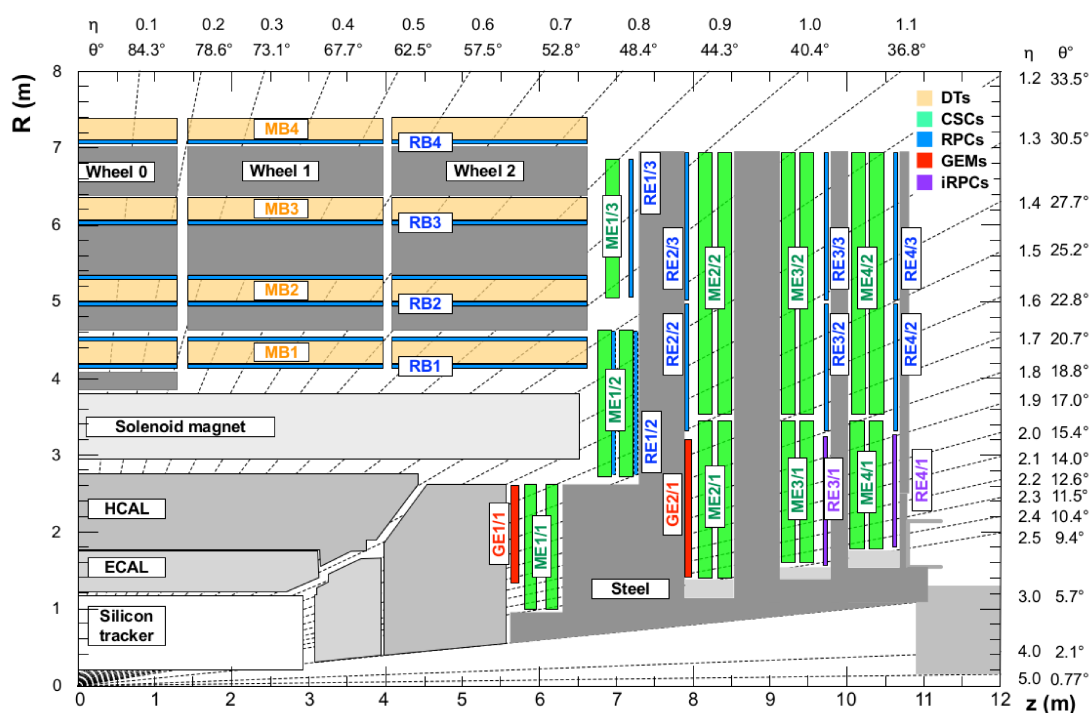 η 0.1 0.2 0.3 0.4 0.5 0.6 0.7 0.8 0.9 1.0 1.1
θ° 84.3° 78.6° 73.1° 67.7° 62.5° 57.5° 52.8° 48.4° 44.3° 40.4° 36.8° η θ°
R (m)
8
7
6
5
4
3
2
1
0
1.2 33.5°
1.3 30.5°
1.4 27.7°
1.5 25.2°
1.6 22.8°
1.7 20.7°
1.8 18.8°
1.9 17.0°
2.0 15.4°
2.1 14.0°
2.2 12.6°
2.3 11.5°
2.4 10.4°
2.5 9.4°
3.0 5.7°
4.0 2.1°
5.0 0.77°
DTs
CSCs
RPCs
GEMs
iRPCs
MB4
RB4
Wheel 0 Wheel 1 Wheel 2
MB3
RB3
MB2
RB2
MB1
RB1
Solenoid magnet
HCAL
ECAL
Silicon
tracker
Steel
ME1/3
RE1/3
RE2/3
ME2/2
ME3/2
RE3/3
ME4/2
RE4/3
ME1/2
RE1/2
RE2/2
RE3/2
RE4/2
GE1/1
ME1/1
GE2/1
ME2/1
ME3/1
RE3/1
ME4/1
RE4/1
0 1 2 3 4 5 6 7 8 9 10 11 12
z (m)